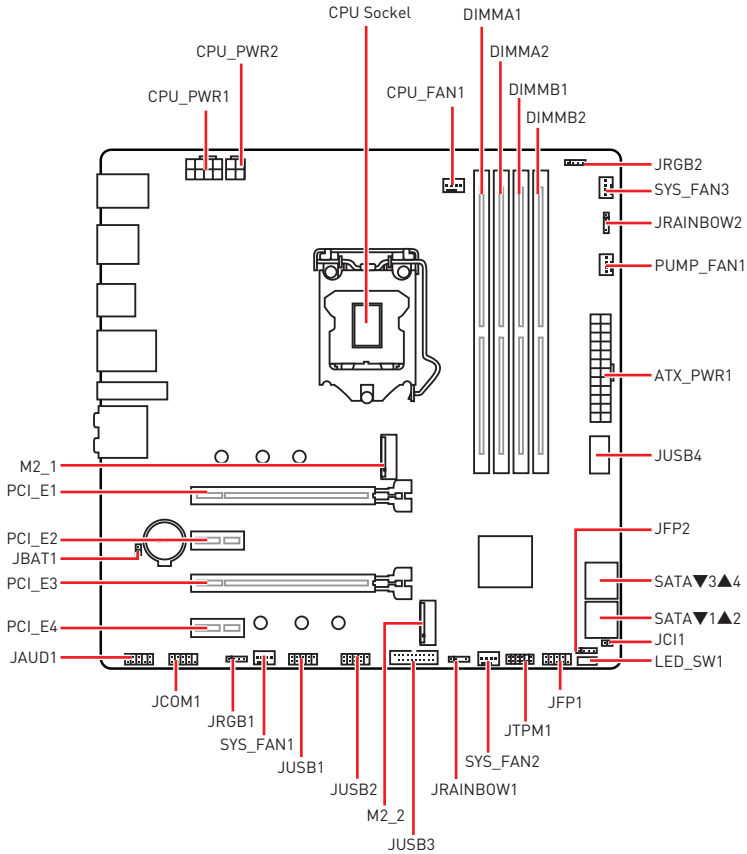 CPU Sockel
DIMMA1
DIMMA2
CPU_PWR2
DIMMB1
CPU_FAN1
CPU_PWR1
DIMMB2
JRGB2
SYS_FAN3
JRAINBOW2
PUMP_FAN1
ATX_PWR1
JUSB4
M2_1
PCI_E1
JFP2
PCI_E2
JBAT1
PCI_E3
SATA▼3▲4
SATA▼1▲2
PCI_E4
JCI1
JAUD1
LED_SW1
JCOM1
JFP1
JRGB1
JTPM1
SYS_FAN1
SYS_FAN2
JUSB1
JUSB2
JRAINBOW1
M2_2
JUSB3